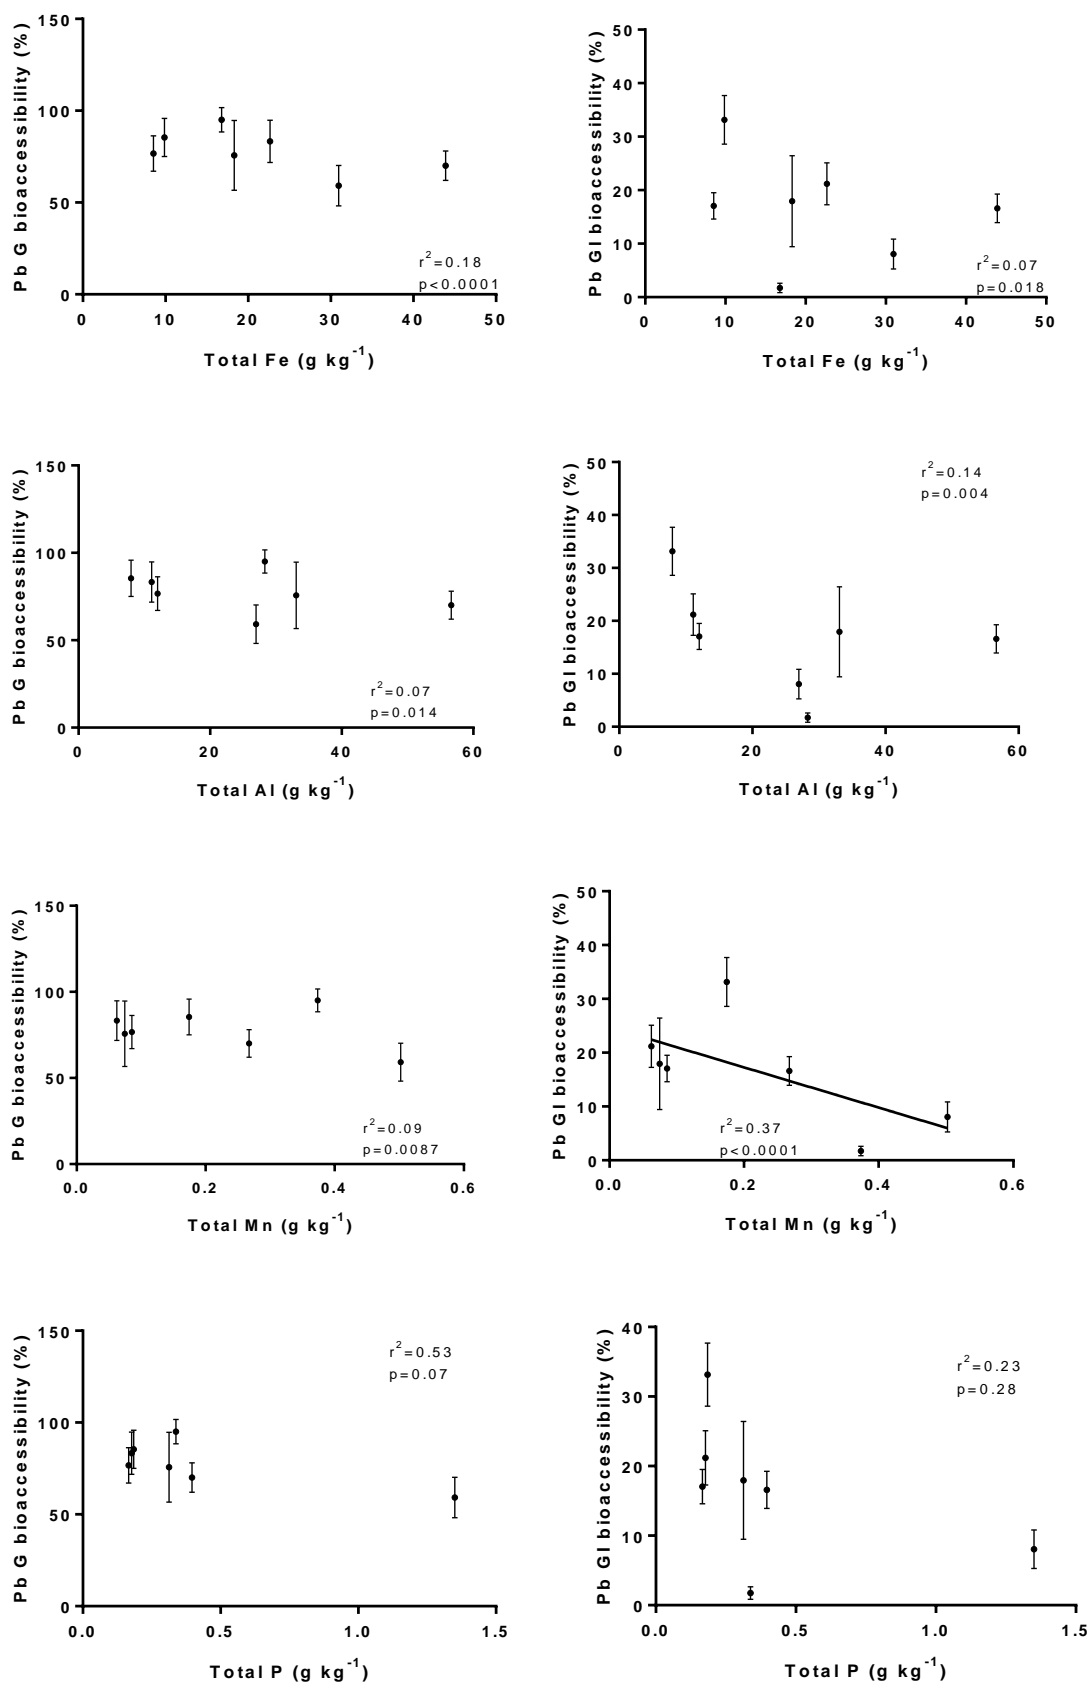 Pb G bioaccessibility (%)
150
100
50
0
r²=0.18
p<0.0001
0 10 20 30 40 50
Total Fe (g kg⁻¹)
Pb GI bioaccessibility (%)
50
40
30
20
10
0
r²=0.07
p=0.018
0 10 20 30 40 50
Total Fe (g kg⁻¹)
Pb G bioaccessibility (%)
150
100
50
0
r²=0.07
p=0.014
0 20 40 60
Total Al (g kg⁻¹)
Pb GI bioaccessibility (%)
50
40
30
20
10
0
r²=0.14
p=0.004
0 20 40 60
Total Al (g kg⁻¹)
Pb G bioaccessibility (%)
150
100
50
0
r²=0.09
p=0.0087
0.0 0.2 0.4 0.6
Total Mn (g kg⁻¹)
Pb GI bioaccessibility (%)
50
40
30
20
10
0
r²=0.37
p<0.0001
0.0 0.2 0.4 0.6
Total Mn (g kg⁻¹)
Pb G bioaccessibility (%)
150
100
50
0
r²=0.53
p=0.07
0.0 0.5 1.0 1.5
Total P (g kg⁻¹)
Pb GI bioaccessibility (%)
40
30
20
10
0
r²=0.23
p=0.28
0.0 0.5 1.0 1.5
Total P (g kg⁻¹)